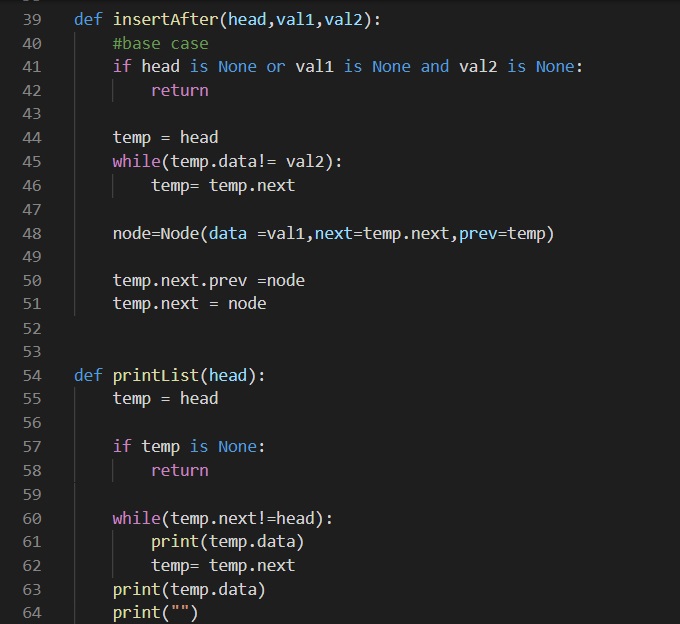 39 def insertAfter(head,val1,val2):
40 #base case
41 if head is None or val1 is None and val2 is None:
42 return
43
44 temp = head
45 while(temp.data!= val2):
46 temp= temp.next
47
48 node=Node(data =val1,next=temp.next,prev=temp)
49
50 temp.next.prev =node
51 temp.next = node
52
53
54 def printList(head):
55 temp = head
56
57 if temp is None:
58 return
59
60 while(temp.next!=head):
61 print(temp.data)
62 temp= temp.next
63 print(temp.data)
64 print("")